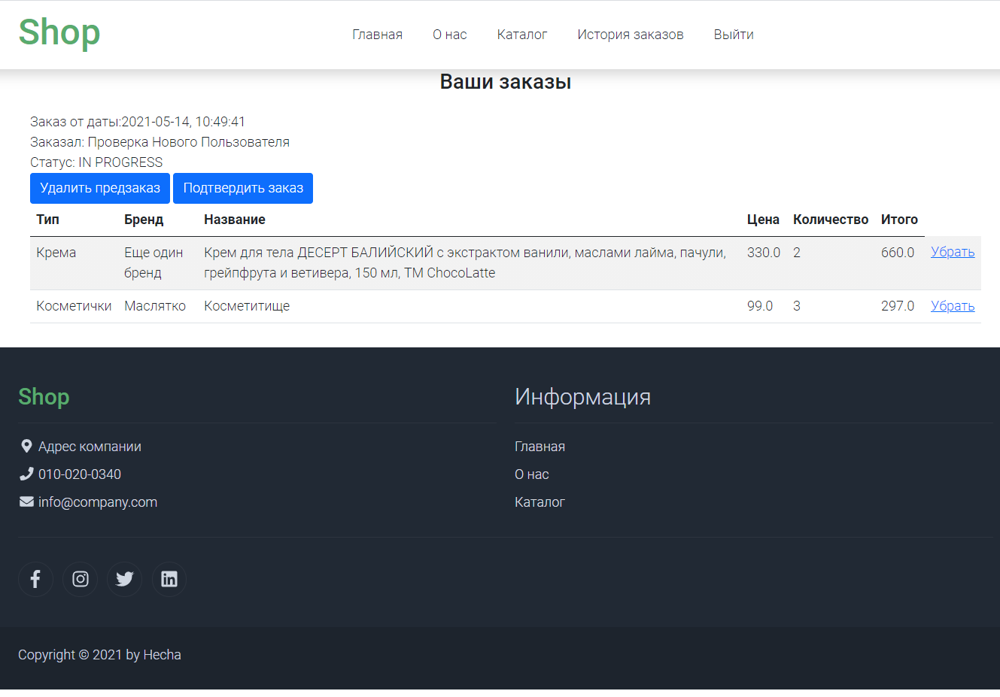 Shop
Главная О нас Каталог История заказов Выйти
Ваши заказы
Заказ от даты:2021-05-14, 10:49:41
Заказал: Проверка Нового Пользователя
Статус: IN PROGRESS
Удалить предзаказ Подтвердить заказ
Тип Бренд Название Цена Количество Итого
Крема Еще один Крем для тела ДЕСЕРТ БАЛИЙСКИЙ с экстрактом ванили, маслами лайма, пачули, 330.0 2 660.0 Убрать
бренд грейпфрута и ветивера, 150 мл, ТМ ChocoLatte
Косметички Маслятко Косметитище 99.0 3 297.0 Убрать
Shop
Адрес компании
010-020-0340
info@company.com
Информация
Главная
О нас
Каталог
Copyright © 2021 by Hecha